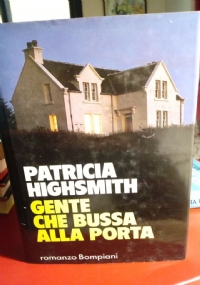 PATRICIA
HIGHSMITH
GENTE
CHE BUSSA
ALLA PORTA
romanzo Bompiani